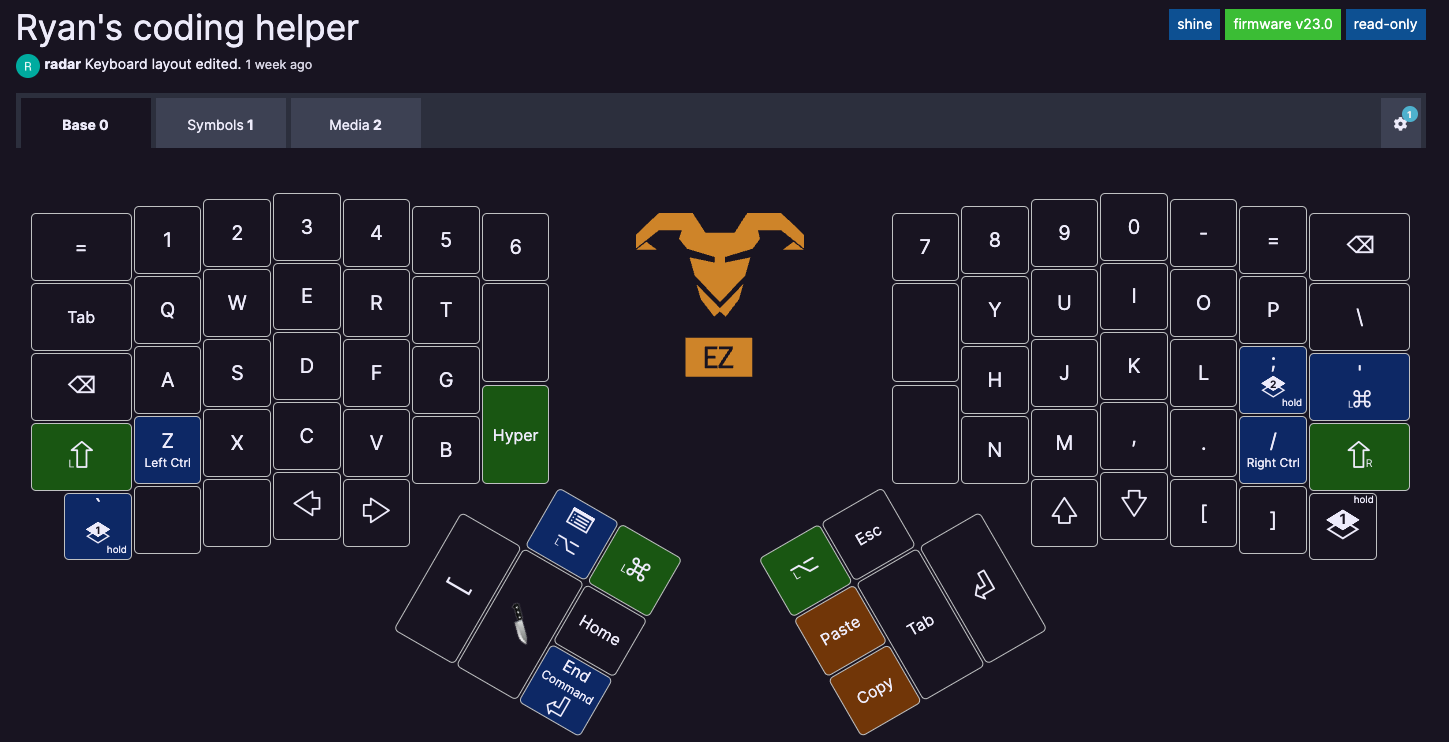 Ryan's coding helper
shine firmware v23.0 read-only
R radar Keyboard layout edited. 1 week ago
Base 0 Symbols 1 Media 2 1
= 1 2 3 4 5 6 7 8 9 0 - =
Tab Q W E R T Y U I O P \
A S D F G H J K L ; 2 hold ' L
L Z Left Ctrl X C V B Hyper N M , . / Right Ctrl R
` 1 hold [ ] hold 1
L L
Home
End
Command
EZ
L Esc
Paste Tab
Copy